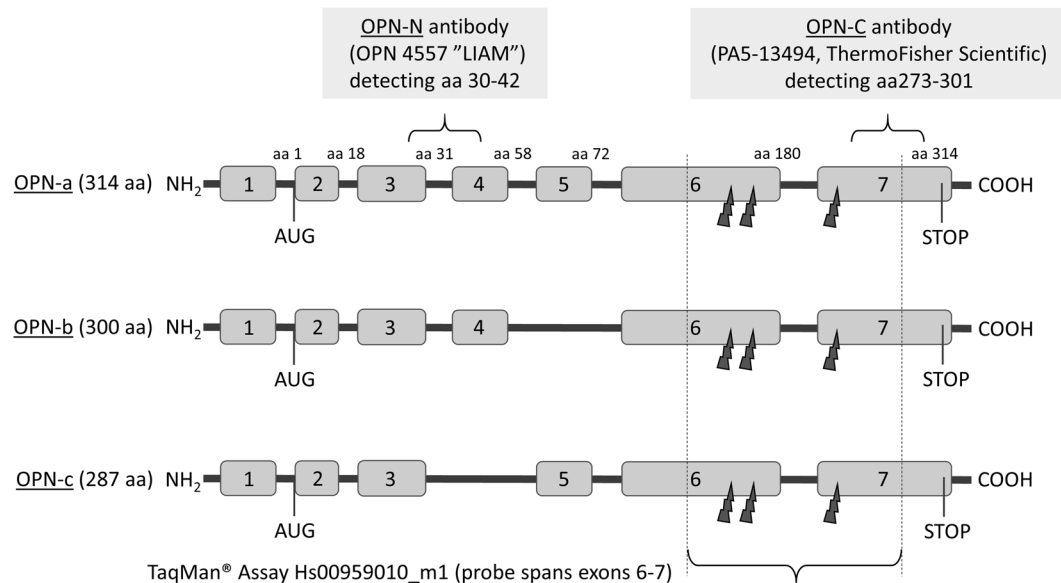 OPN-N antibody
(OPN 4557 ”LIAM”)
detecting aa 30-42
OPN-C antibody
(PA5-13494, ThermoFisher Scientific)
detecting aa273-301
aa 1 aa 18 aa 31 aa 58 aa 72 aa 180 aa 314
OPN-a (314 aa) NH2 1 2 3 4 5 6 7 COOH
AUG STOP
OPN-b (300 aa) NH2 1 2 3 4 6 7 COOH
AUG STOP
OPN-c (287 aa) NH2 1 2 3 5 6 7 COOH
AUG STOP
TaqMan® Assay Hs00959010_m1 (probe spans exons 6-7)